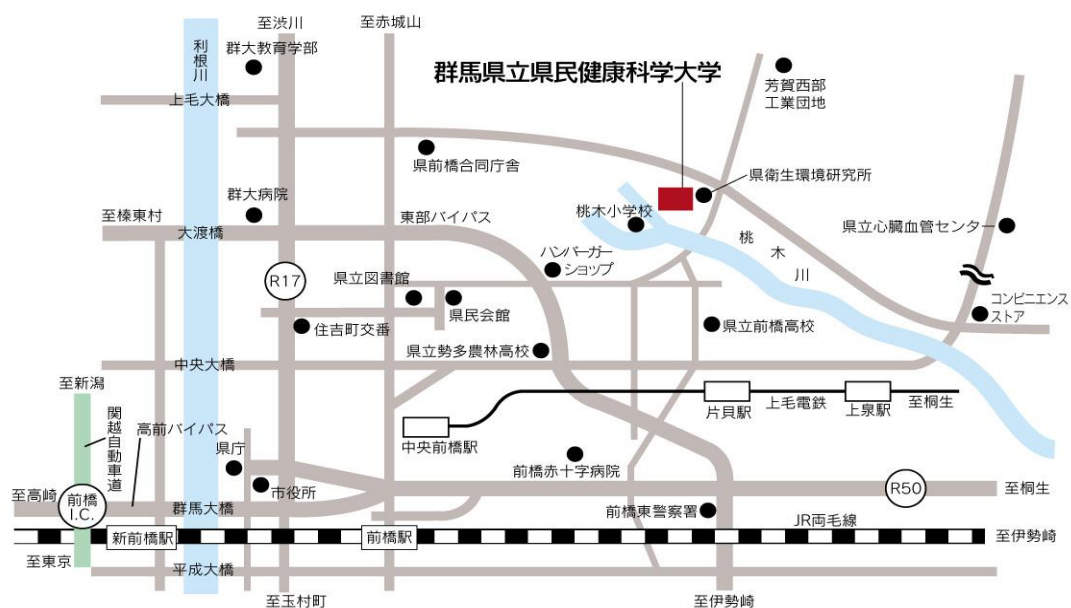 至渋川
至赤城山
利根川
群大教育学部
群馬県立県民健康科学大学
芳賀西部
工業団地
上毛大橋
県前橋合同庁舎
県衛生環境研究所
群大病院
至榛東村
大渡橋
東部バイパス
桃木小学校
桃木川
県立心臓血管センター
ハンバーガー
ショップ
R17
県立図書館
県民会館
住吉町交番
県立前橋高校
コンビニエンス
ストア
県立勢多農林高校
中央大橋
至新潟
関越自動車道
高前バイパス
中央前橋駅
片貝駅
上毛電鉄
上泉駅
至桐生
県庁
市役所
前橋赤十字病院
至高崎
前橋
I.C.
群馬大橋
R50
至桐生
前橋東警察署
JR両毛線
新前橋駅
前橋駅
至伊勢崎
至東京
平成大橋
至玉村町
至伊勢崎